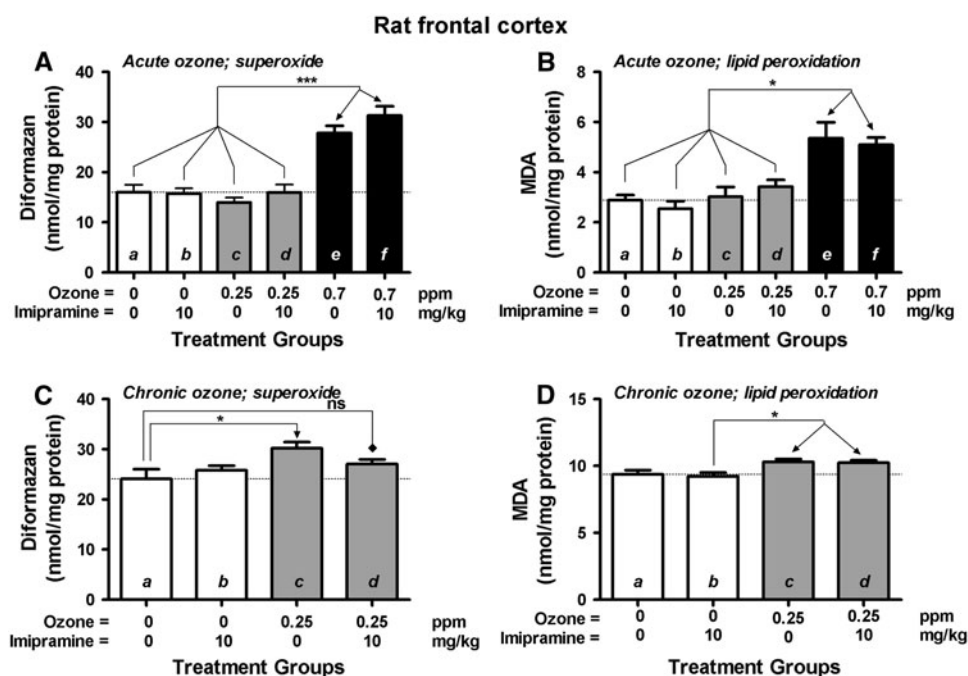 Rat frontal cortex
A
Acute ozone; superoxide
***
40
30
20
10
0
Diformazan
(nmol/mg protein)
a b c d e f
Ozone = 0 0 0.25 0.25 0.7 0.7 ppm
Imipramine = 0 10 0 10 0 10 mg/kg
Treatment Groups
B
Acute ozone; lipid peroxidation
*
8
6
4
2
0
MDA
(nmol/mg protein)
a b c d e f
Ozone = 0 0 0.25 0.25 0.7 0.7 ppm
Imipramine = 0 10 0 10 0 10 mg/kg
Treatment Groups
C
Chronic ozone; superoxide
ns
*
40
30
20
10
0
Diformazan
(nmol/mg protein)
a b c d
Ozone = 0 0 0.25 0.25 ppm
Imipramine = 0 10 0 10 mg/kg
Treatment Groups
D
Chronic ozone; lipid peroxidation
*
15
10
5
0
MDA
(nmol/mg protein)
a b c d
Ozone = 0 0 0.25 0.25 ppm
Imipramine = 0 10 0 10 mg/kg
Treatment Groups